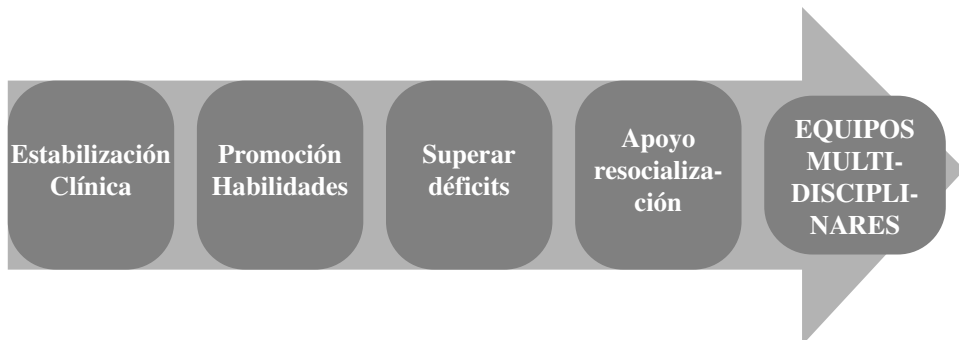 Estabilización
Clínica
Promoción
Habilidades
Superar
déficits
Apoyo
resocializa-
ción
EQUIPOS
MULTI-
DISCIPLI-
NARES